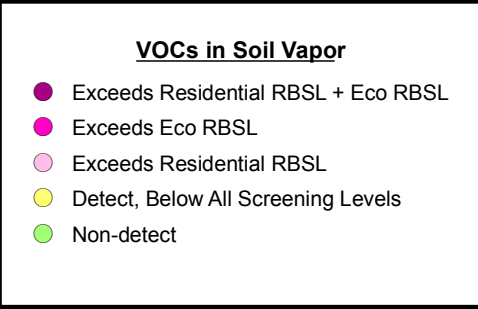 VOCs in Soil Vapor
Exceeds Residential RBSL + Eco RBSL
Exceeds Eco RBSL
Exceeds Residential RBSL
Detect, Below All Screening Levels
Non-detect